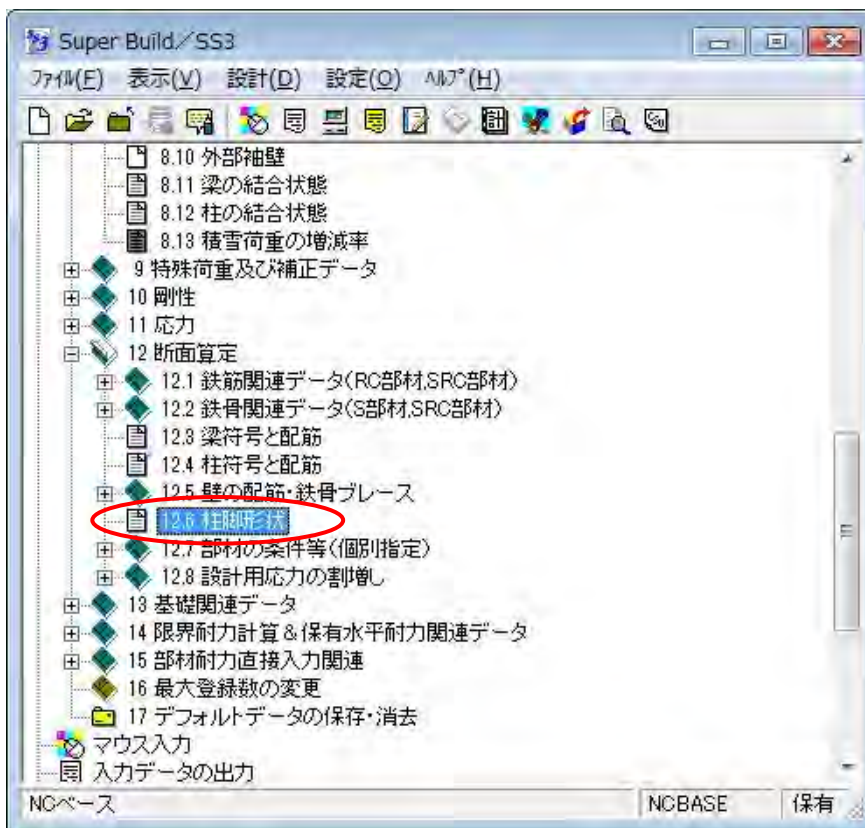 Super Build/SS3
ファイル(F) 表示(V) 設計(D) 設定(O) ヘルプ(H)
8.10 外部袖壁
8.11 梁の結合状態
8.12 柱の結合状態
8.13 積雪荷重の増減率
9 特殊荷重及び補正データ
10 剛性
11 応力
12 断面算定
12.1 鉄筋関連データ(RC部材,SRC部材)
12.2 鉄骨関連データ(S部材,SRC部材)
12.3 梁符号と配筋
12.4 柱符号と配筋
12.5 壁の配筋・鉄骨ブレース
12.6 柱脚形状
12.7 部材の条件等(個別指定)
12.8 設計用応力の割増し
13 基礎関連データ
14 限界耐力計算&保有水平耐力関連データ
15 部材耐力直接入力関連
16 最大登録数の変更
17 デフォルトデータの保存・消去
マウス入力
入力データの出力
NCベース NCBASE 保有